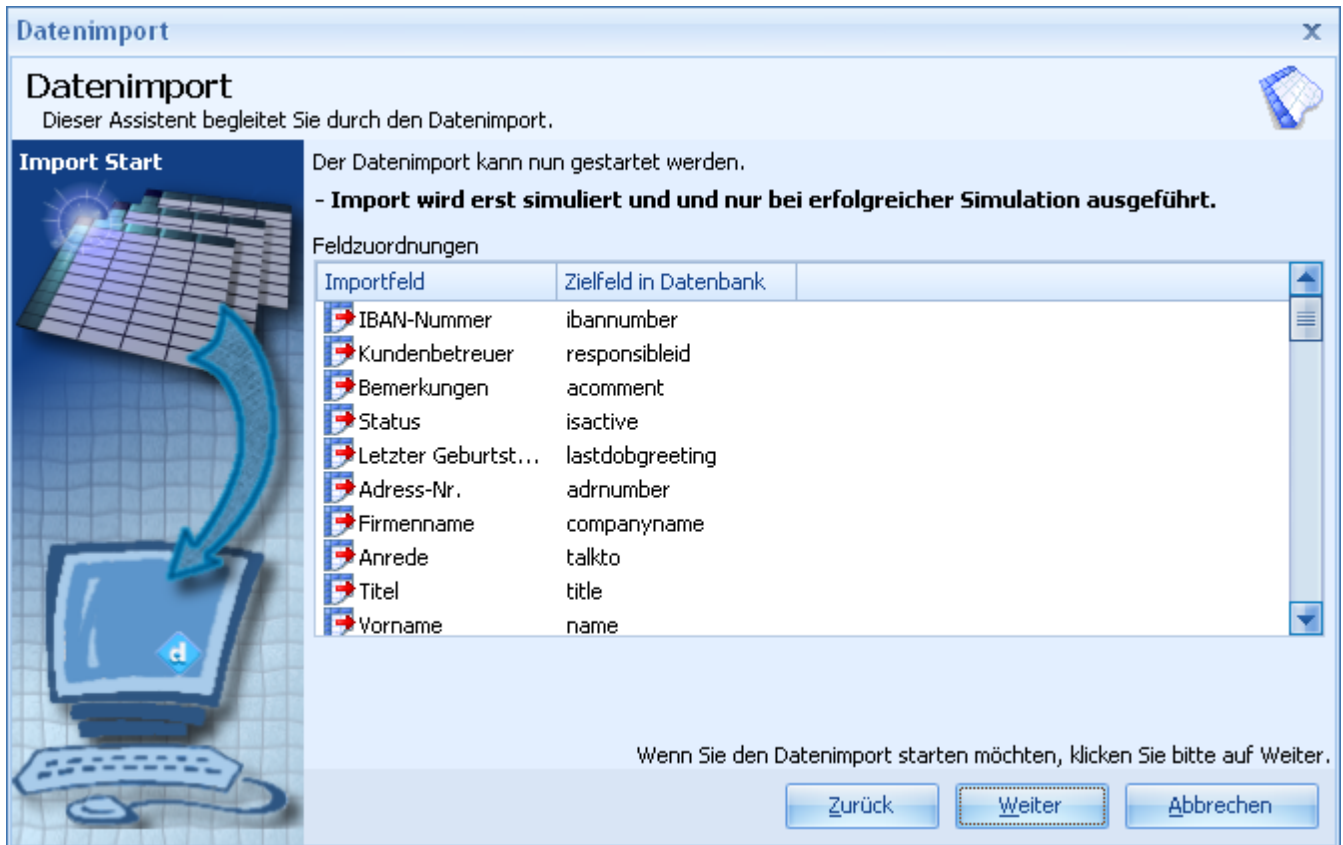 Datenimport
Datenimport
Dieser Assistent begleitet Sie durch den Datenimport.
Import Start
Der Datenimport kann nun gestartet werden.
- Import wird erst simuliert und und nur bei erfolgreicher Simulation ausgeführt.
Feldzuordnungen
Importfeld Zielfeld in Datenbank
IBAN-Nummer ibannumber
Kundenbetreuer responsibleid
Bemerkungen acomment
Status isactive
Letzter Geburtst... lastdobgreeting
Adress-Nr. adrnumber
Firmenname companyname
Anrede talkto
Titel title
Vorname name
d
Wenn Sie den Datenimport starten möchten, klicken Sie bitte auf Weiter.
Zurück Weiter Abbrechen